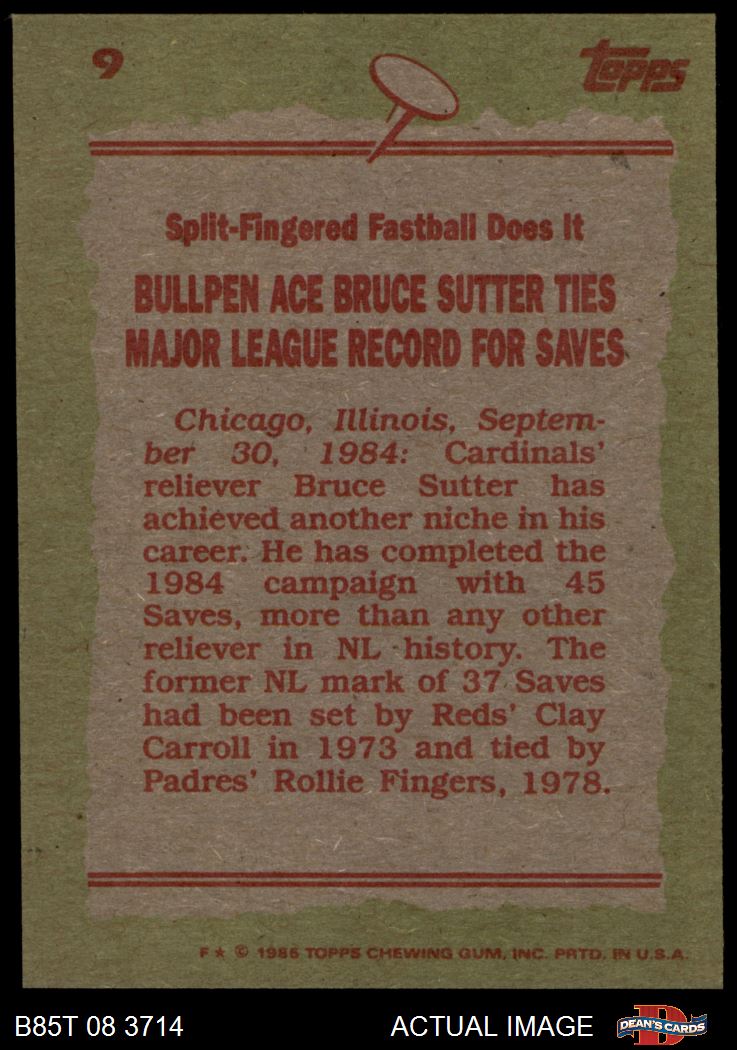 9
topps
Split-Fingered Fastball Does It
BULLPEN ACE BRUCE SUTTER TIES
MAJOR LEAGUE RECORD FOR SAVES
Chicago, Illinois, Septem-
ber 30, 1984: Cardinals'
reliever Bruce Sutter has
achieved another niche in his
career. He has completed the
1984 campaign with 45
Saves, more than any other
reliever in NL history. The
former NL mark of 37 Saves
had been set by Reds' Clay
Carroll in 1973 and tied by
Padres' Rollie Fingers, 1978.
F★ © 1985 TOPPS CHEWING GUM, INC. PRTD. IN U.S.A.
B85T 08 3714
ACTUAL IMAGE
D
DEAN'S CARDS